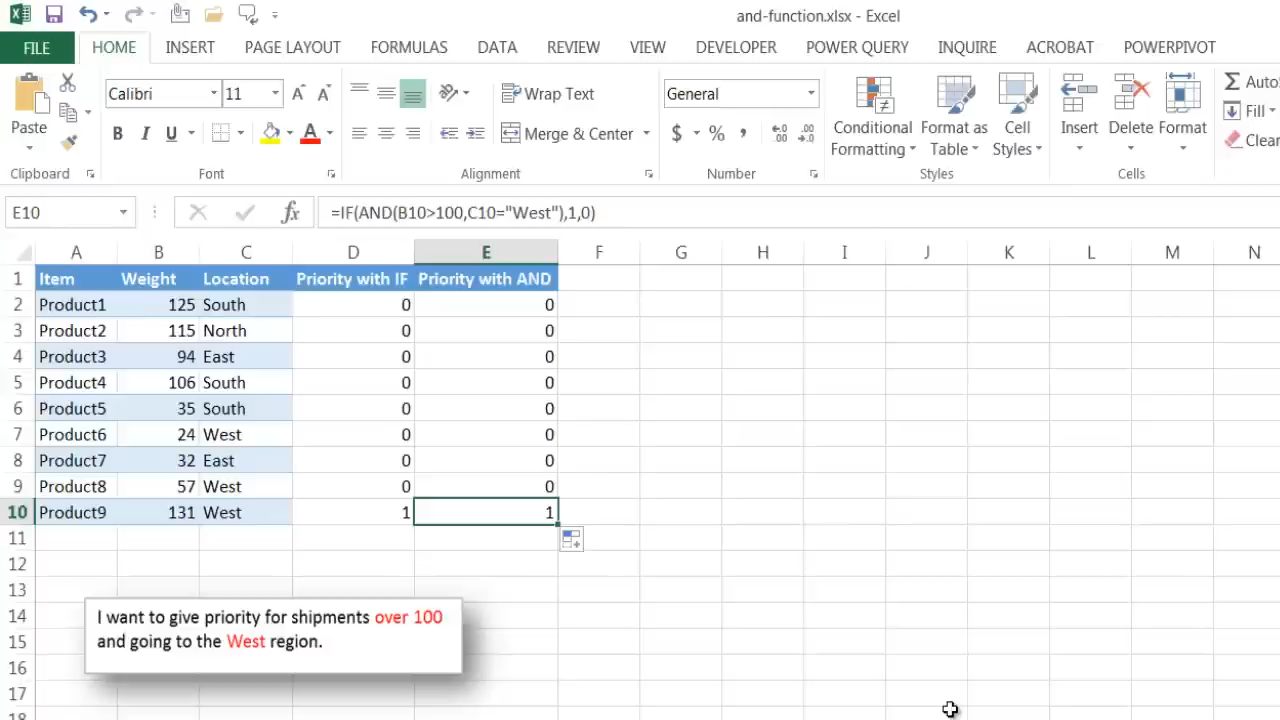 and-function.xlsx - Excel
FILE HOME INSERT PAGE LAYOUT FORMULAS DATA REVIEW VIEW DEVELOPER POWER QUERY INQUIRE ACROBAT POWERPIVOT
Calibri 11 Wrap Text General Auto
Paste B I U Merge & Center $ % Conditional Formatting Format as Table Cell Styles Insert Delete Format Fill Clear
Clipboard Font Alignment Number Styles Cells
E10 fx =IF(AND(B10>100,C10="West"),1,0)
A B C D E F G H I J K L M N
1 Item Weight Location Priority with IF Priority with AND
2 Product1 125 South 0 0
3 Product2 115 North 0 0
4 Product3 94 East 0 0
5 Product4 106 South 0 0
6 Product5 35 South 0 0
7 Product6 24 West 0 0
8 Product7 32 East 0 0
9 Product8 57 West 0 0
10 Product9 131 West 1 1
11
12
13
14 I want to give priority for shipments over 100
15 and going to the West region.
16
17
18